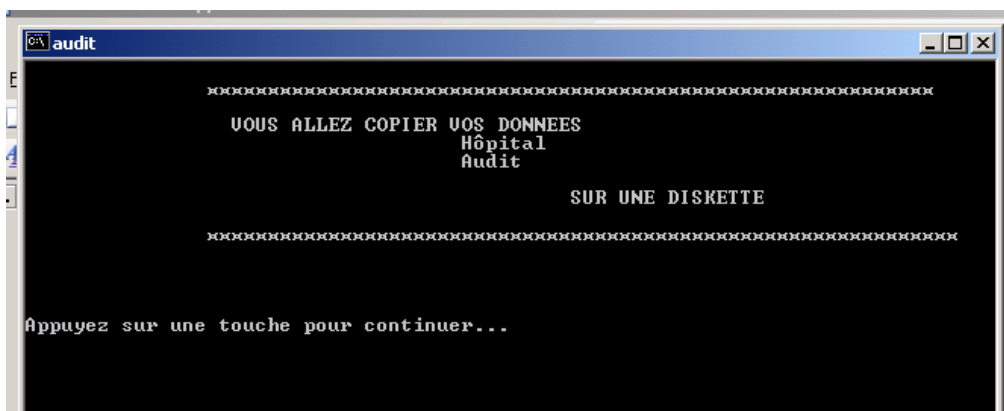 audit
¤¤¤¤¤¤¤¤¤¤¤¤¤¤¤¤¤¤¤¤¤¤¤¤¤¤¤¤¤¤¤¤¤¤¤¤¤¤¤¤¤¤¤¤¤¤¤¤¤¤¤¤¤¤¤¤¤¤¤¤
VOUS ALLEZ COPIER VOS DONNEES
Hôpital
Audit
SUR UNE DISKETTE
¤¤¤¤¤¤¤¤¤¤¤¤¤¤¤¤¤¤¤¤¤¤¤¤¤¤¤¤¤¤¤¤¤¤¤¤¤¤¤¤¤¤¤¤¤¤¤¤¤¤¤¤¤¤¤¤¤¤¤¤¤¤
Appuyez sur une touche pour continuer...